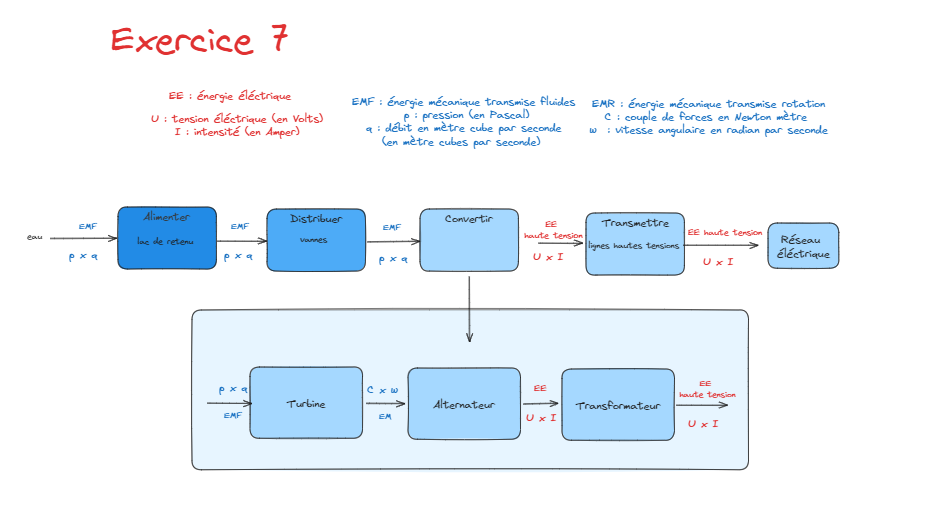 Exercice 7
EE : énergie éléctrique
U : tension éléctrique (en Volts)
I : intensité (en Amper)
EMF : énergie mécanique transmise fluides
p : pression (en Pascal)
q : débit en mètre cube par seconde
(en mètre cubes par seconde)
EMR : énergie mécanique transmise rotation
C : couple de forces en Newton mètre
w : vitesse angulaire en radian par seconde
eau
EMF
p x q
Alimenter
lac de retenu
EMF
p x q
Distribuer
vannes
EMF
p x q
Convertir
EE
haute tension
U x I
Transmettre
lignes hautes tensions
EE haute tension
U x I
Réseau
éléctrique
p x q
EMF
Turbine
C x w
EM
Alternateur
EE
U x I
Transformateur
EE
haute tension
U x I